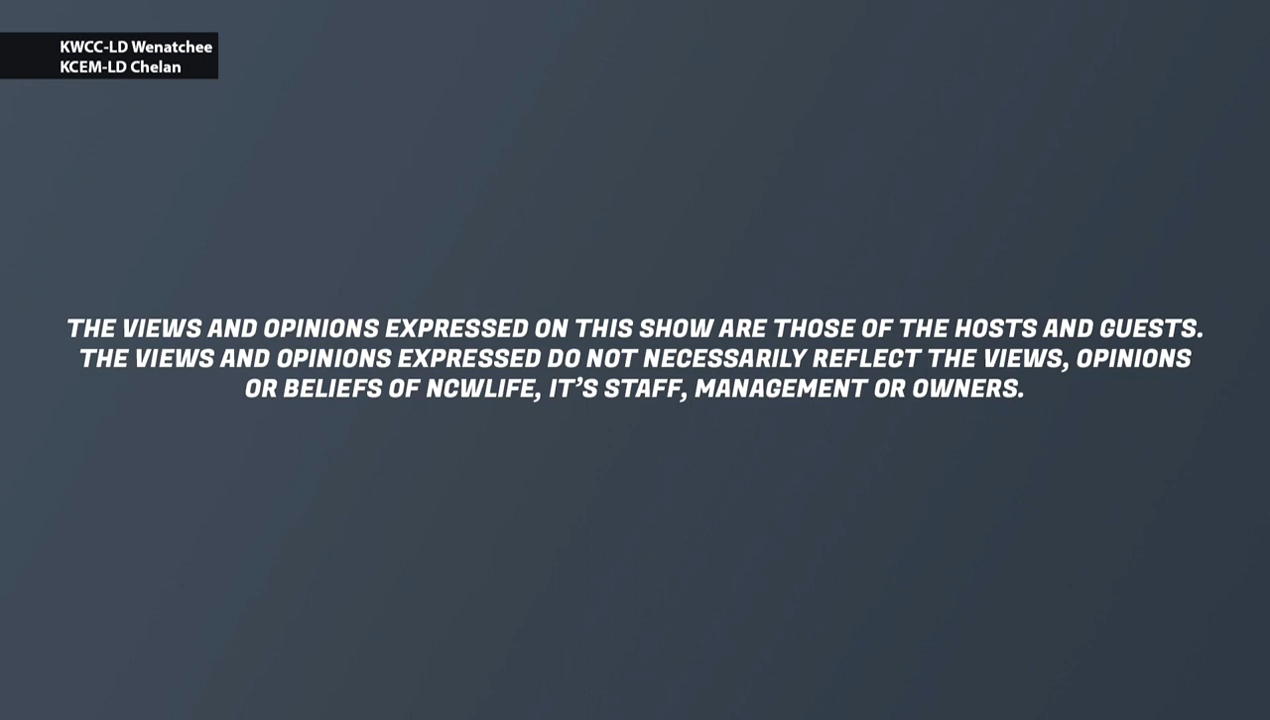 KWCC-LD Wenatchee
KCEM-LD Chelan
THE VIEWS AND OPINIONS EXPRESSED ON THIS SHOW ARE THOSE OF THE HOSTS AND GUESTS.
THE VIEWS AND OPINIONS EXPRESSED DO NOT NECESSARILY REFLECT THE VIEWS, OPINIONS
OR BELIEFS OF NCWLIFE, IT’S STAFF, MANAGEMENT OR OWNERS.